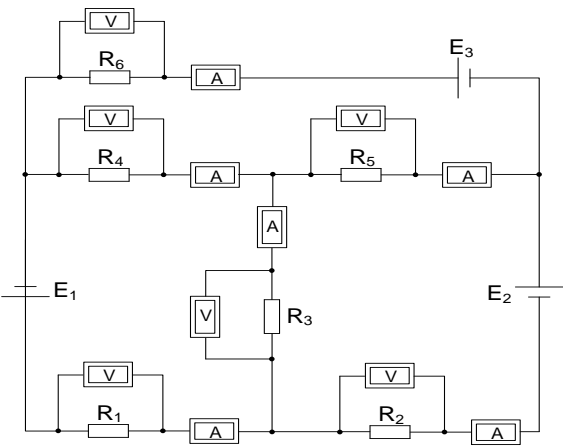 V
R6 A E3
V V
R4 A R5 A
A
E1 V R3 E2
V V
R1 A R2 A